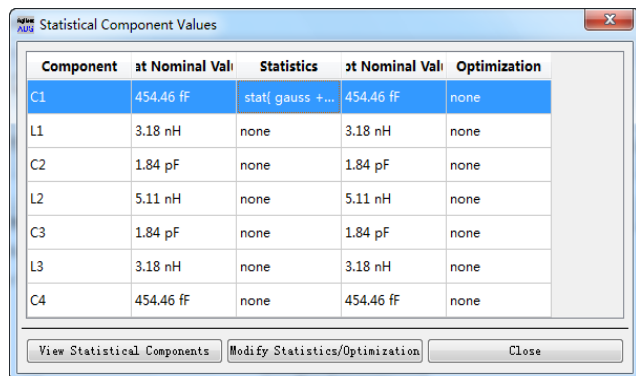 Statistical Component Values
Component at Nominal Val Statistics ot Nominal Val Optimization
C1 454.46 fF stat{ gauss +... 454.46 fF none
L1 3.18 nH none 3.18 nH none
C2 1.84 pF none 1.84 pF none
L2 5.11 nH none 5.11 nH none
C3 1.84 pF none 1.84 pF none
L3 3.18 nH none 3.18 nH none
C4 454.46 fF none 454.46 fF none
View Statistical Components Modify Statistics/Optimization Close